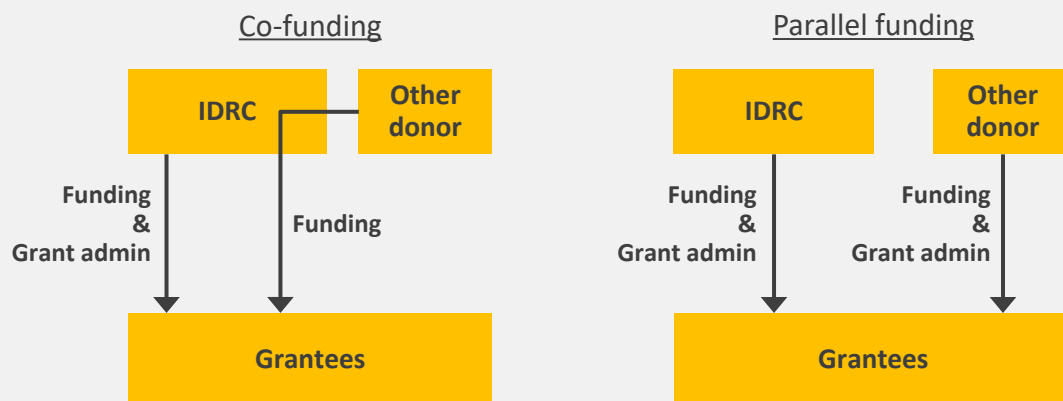 Co-funding
IDRC
Other
donor
Funding
&
Grant admin
Funding
Grantees
Parallel funding
IDRC
Other
donor
Funding
&
Grant admin
Funding
&
Grant admin
Grantees